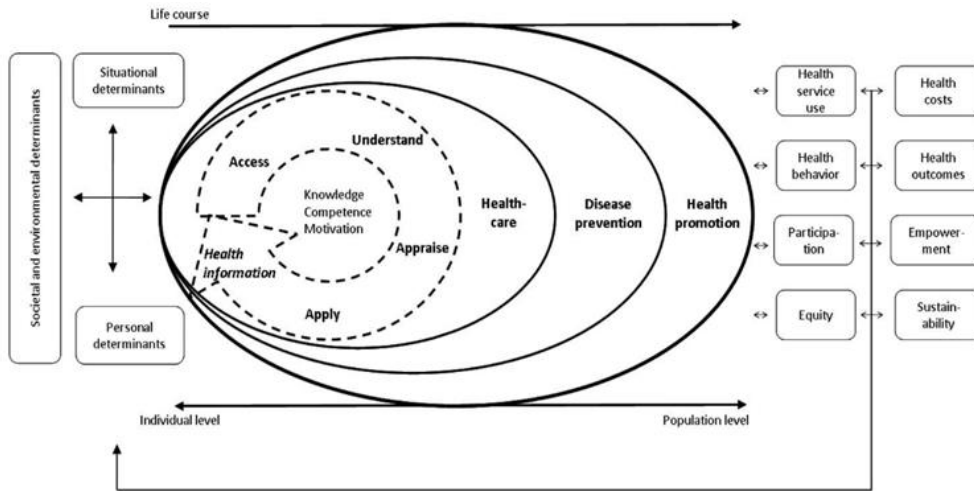 Life course
Societal and environmental determinants
Situational
determinants
Personal
determinants
Access
Understand
Knowledge
Competence
Motivation
Health
information
Appraise
Apply
Health-
care
Disease
prevention
Health
promotion
Health
service
use
Health
costs
Health
behavior
Health
outcomes
Participa-
tion
Empower-
ment
Equity
Sustain-
ability
Individual level
Population level